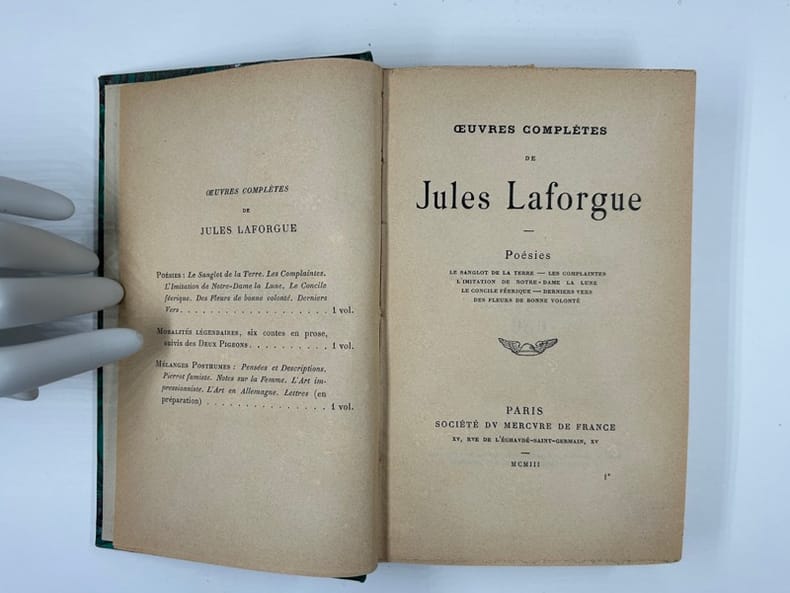 ŒUVRES COMPLÈTES
DE
JULES LAFORGUE
POÉSIES : Le Sanglot de la Terre. Les Complaintes.
L'Imitation de Notre-Dame la Lune. Le Concile
féerique. Des Fleurs de bonne volonté. Derniers
Vers. . . . . . . . . . . . . . . . . . . 1 vol.
MORALITÉS LÉGENDAIRES, six contes en prose,
suivis des DEUX PIGEONS. . . . . . . . . . 1 vol.
MÉLANGES POSTHUMES : Pensées et Descriptions.
Pierrot fumiste. Notes sur la Femme. L'Art im-
pressionniste. L'Art en Allemagne. Lettres (en
préparation) . . . . . . . . . . . . . . . 1 vol.
ŒUVRES COMPLÈTES
DE
Jules Laforgue
Poésies
LE SANGLOT DE LA TERRE — LES COMPLAINTES
L'IMITATION DE NOTRE-DAME LA LUNE
LE CONCILE FÉERIQUE — DERNIERS VERS
DES FLEURS DE BONNE VOLONTÉ
PARIS
SOCIÉTÉ DV MERCVRE DE FRANCE
XV, RVE DE L'ÉCHAVDÉ-SAINT-GERMAIN, XV
MCMIII
1*